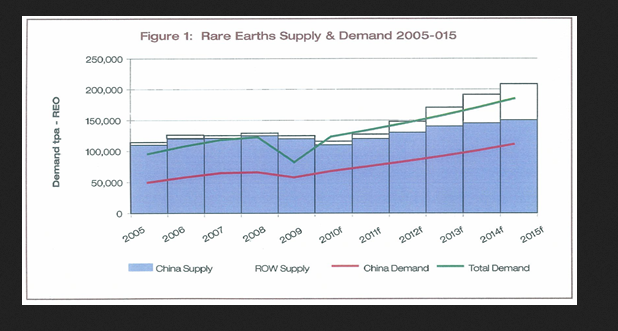 Figure 1: Rare Earths Supply & Demand 2005-015
Demand tpa - REO
250,000
200,000
150,000
100,000
50,000
0
2005 2006 2007 2008 2009 2010f 2011f 2012f 2013f 2014f 2015f
China Supply ROW Supply China Demand Total Demand